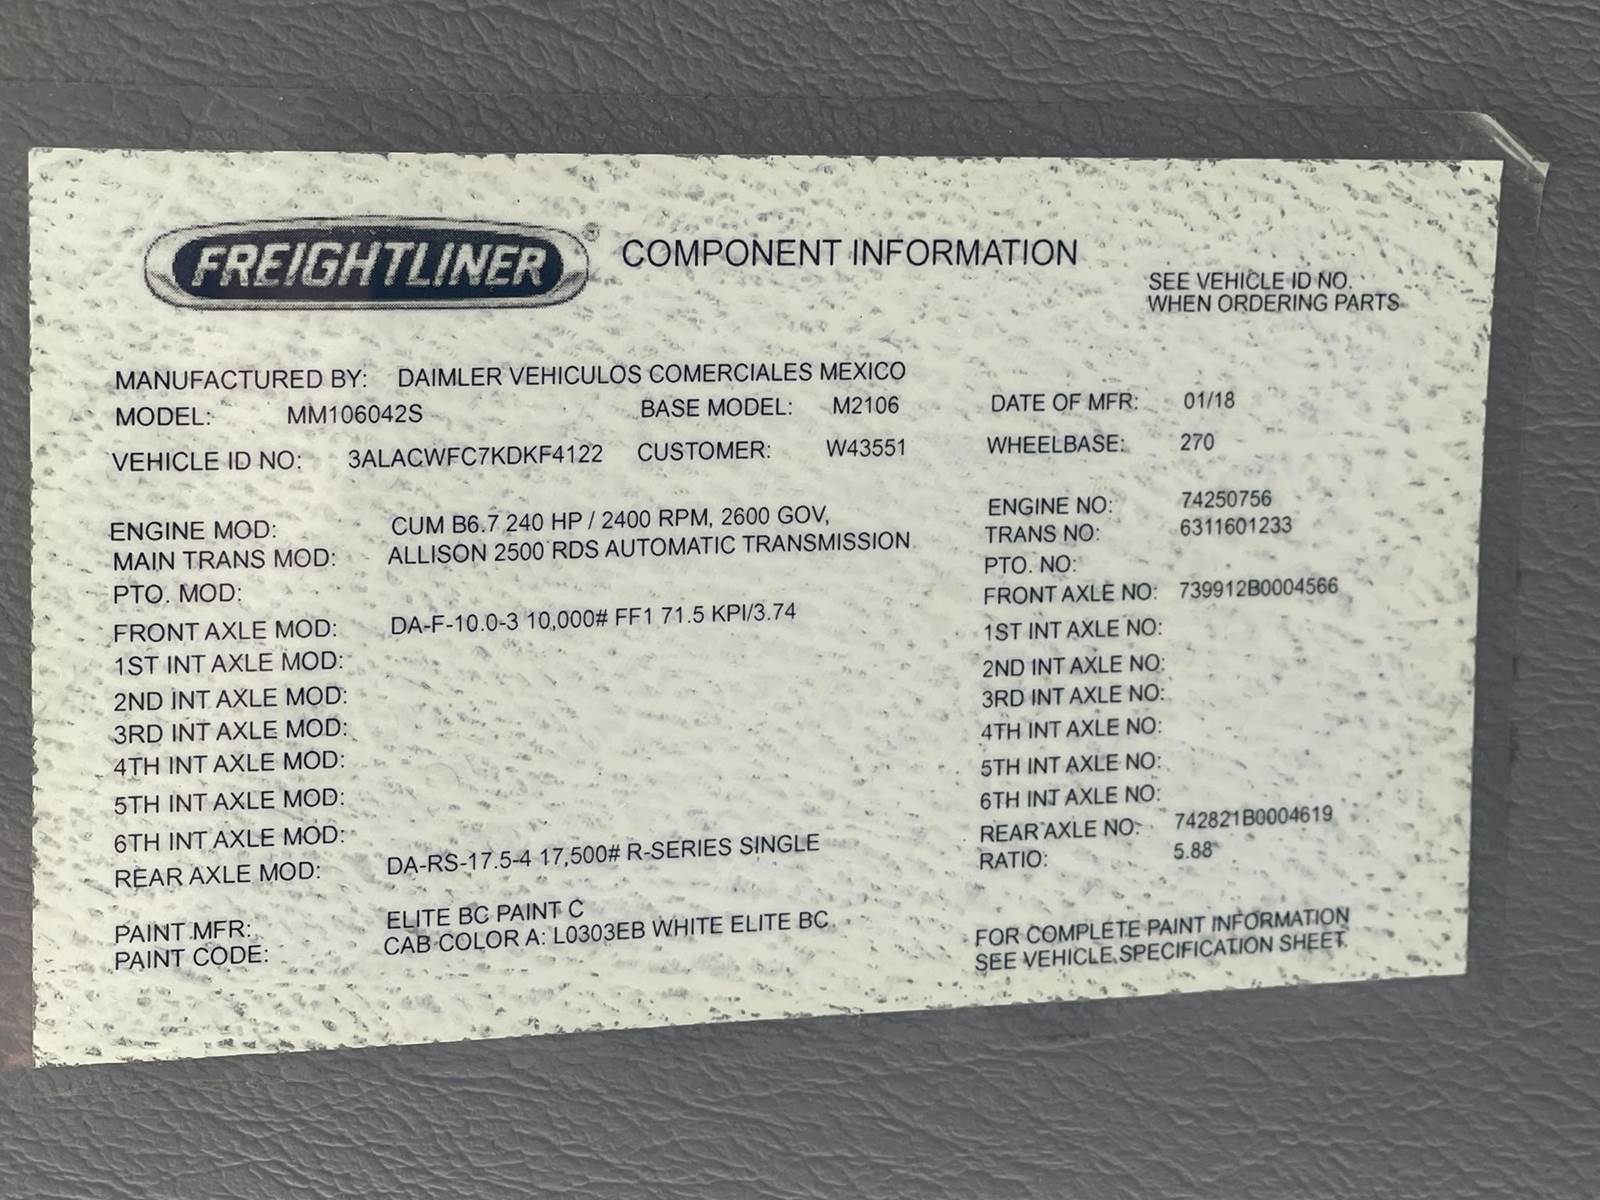 FREIGHTLINER ® COMPONENT INFORMATION
SEE VEHICLE ID NO.
WHEN ORDERING PARTS
MANUFACTURED BY: DAIMLER VEHICULOS COMERCIALES MEXICO
MODEL: MM106042S BASE MODEL: M2106 DATE OF MFR: 01/18
VEHICLE ID NO: 3ALACWFC7KDKF4122 CUSTOMER: W43551 WHEELBASE: 270
ENGINE MOD: CUM B6.7 240 HP / 2400 RPM, 2600 GOV, ENGINE NO: 74250756
MAIN TRANS MOD: ALLISON 2500 RDS AUTOMATIC TRANSMISSION TRANS NO: 6311601233
PTO. MOD: PTO. NO:
FRONT AXLE MOD: DA-F-10.0-3 10,000# FF1 71.5 KPI/3.74 FRONT AXLE NO: 739912B0004566
1ST INT AXLE MOD: 1ST INT AXLE NO:
2ND INT AXLE MOD: 2ND INT AXLE NO:
3RD INT AXLE MOD: 3RD INT AXLE NO:
4TH INT AXLE MOD: 4TH INT AXLE NO:
5TH INT AXLE MOD: 5TH INT AXLE NO:
6TH INT AXLE MOD: 6TH INT AXLE NO:
REAR AXLE MOD: DA-RS-17.5-4 17,500# R-SERIES SINGLE REAR AXLE NO: 742821B0004619
RATIO: 5.88
PAINT MFR: ELITE BC PAINT C
PAINT CODE: CAB COLOR A: L0303EB WHITE ELITE BC
FOR COMPLETE PAINT INFORMATION
SEE VEHICLE SPECIFICATION SHEET.